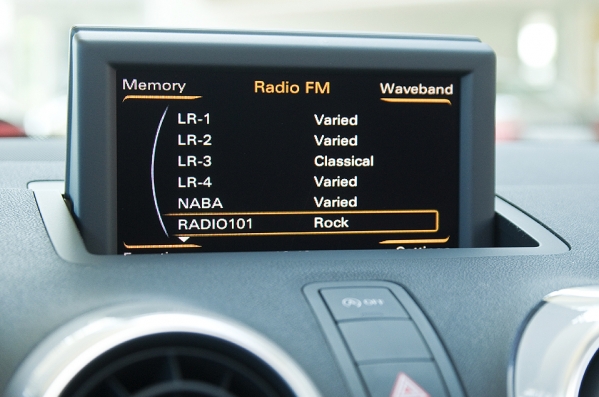 Memory Radio FM Waveband
LR-1 Varied
LR-2 Varied
LR-3 Classical
LR-4 Varied
NABA Varied
RADIO101 Rock
OFF